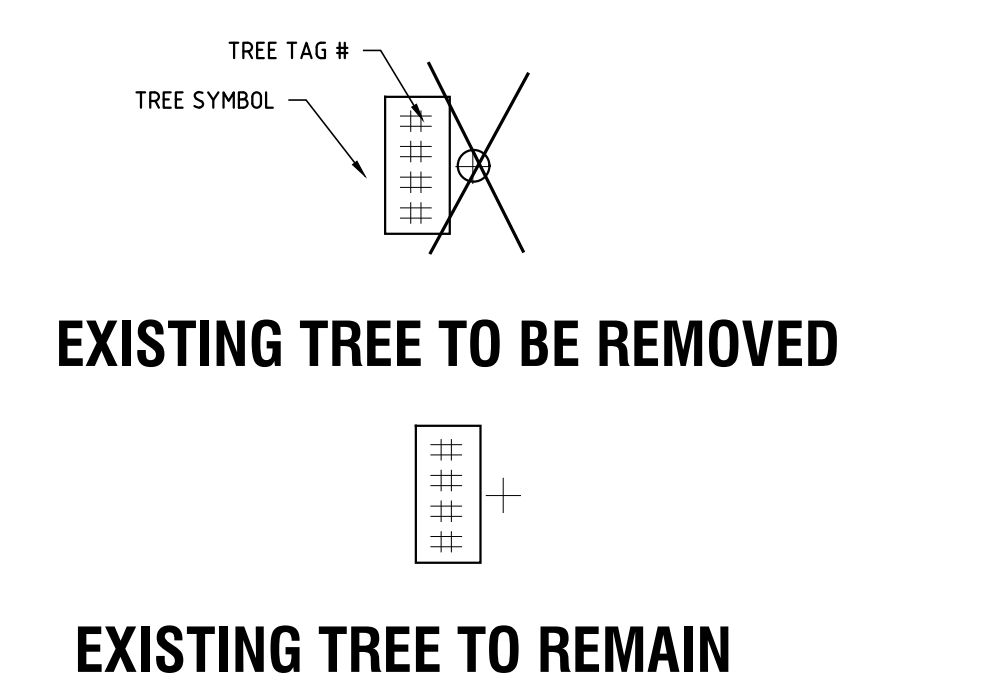 TREE TAG #
TREE SYMBOL
#
#
#
#
EXISTING TREE TO BE REMOVED
#
#
#
#
EXISTING TREE TO REMAIN